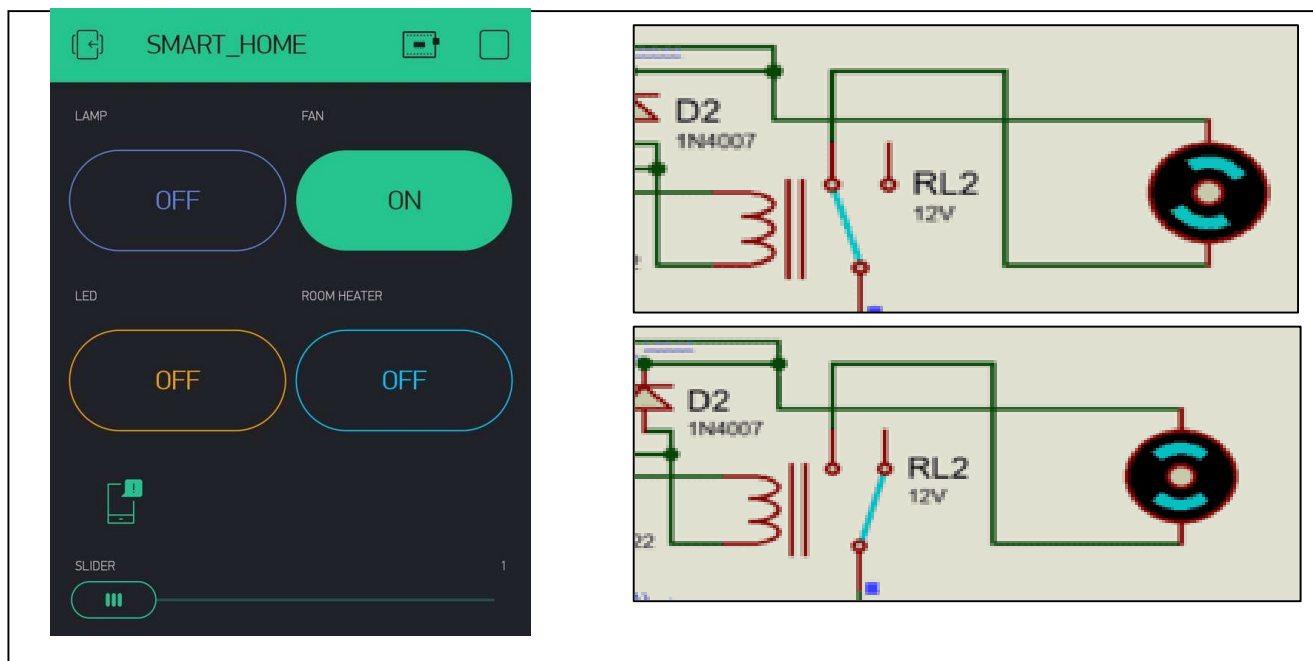 SMART_HOME
LAMP
FAN
OFF
ON
LED
ROOM HEATER
OFF
OFF
SLIDER
1
D2
1N4007
RL2
12V
D2
1N4007
RL2
12V
22